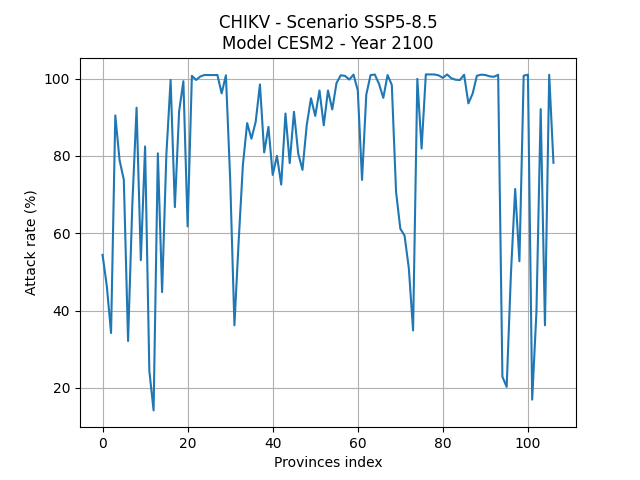 CHIKV - Scenario SSP5-8.5
Model CESM2 - Year 2100
100
80
60
40
20
Attack rate (%)
0 20 40 60 80 100
Provinces index